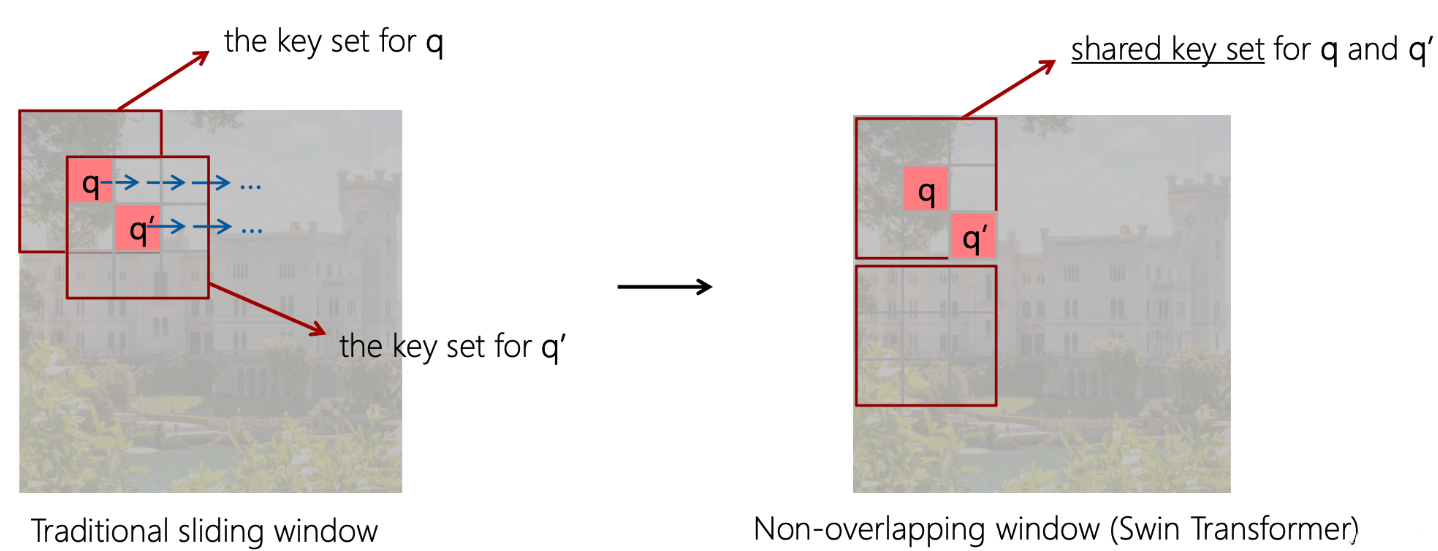 the key set for q
shared key set for q and q’
q
...
q’
...
q
q’
the key set for q’
Traditional sliding window
Non-overlapping window (Swin Transformer)